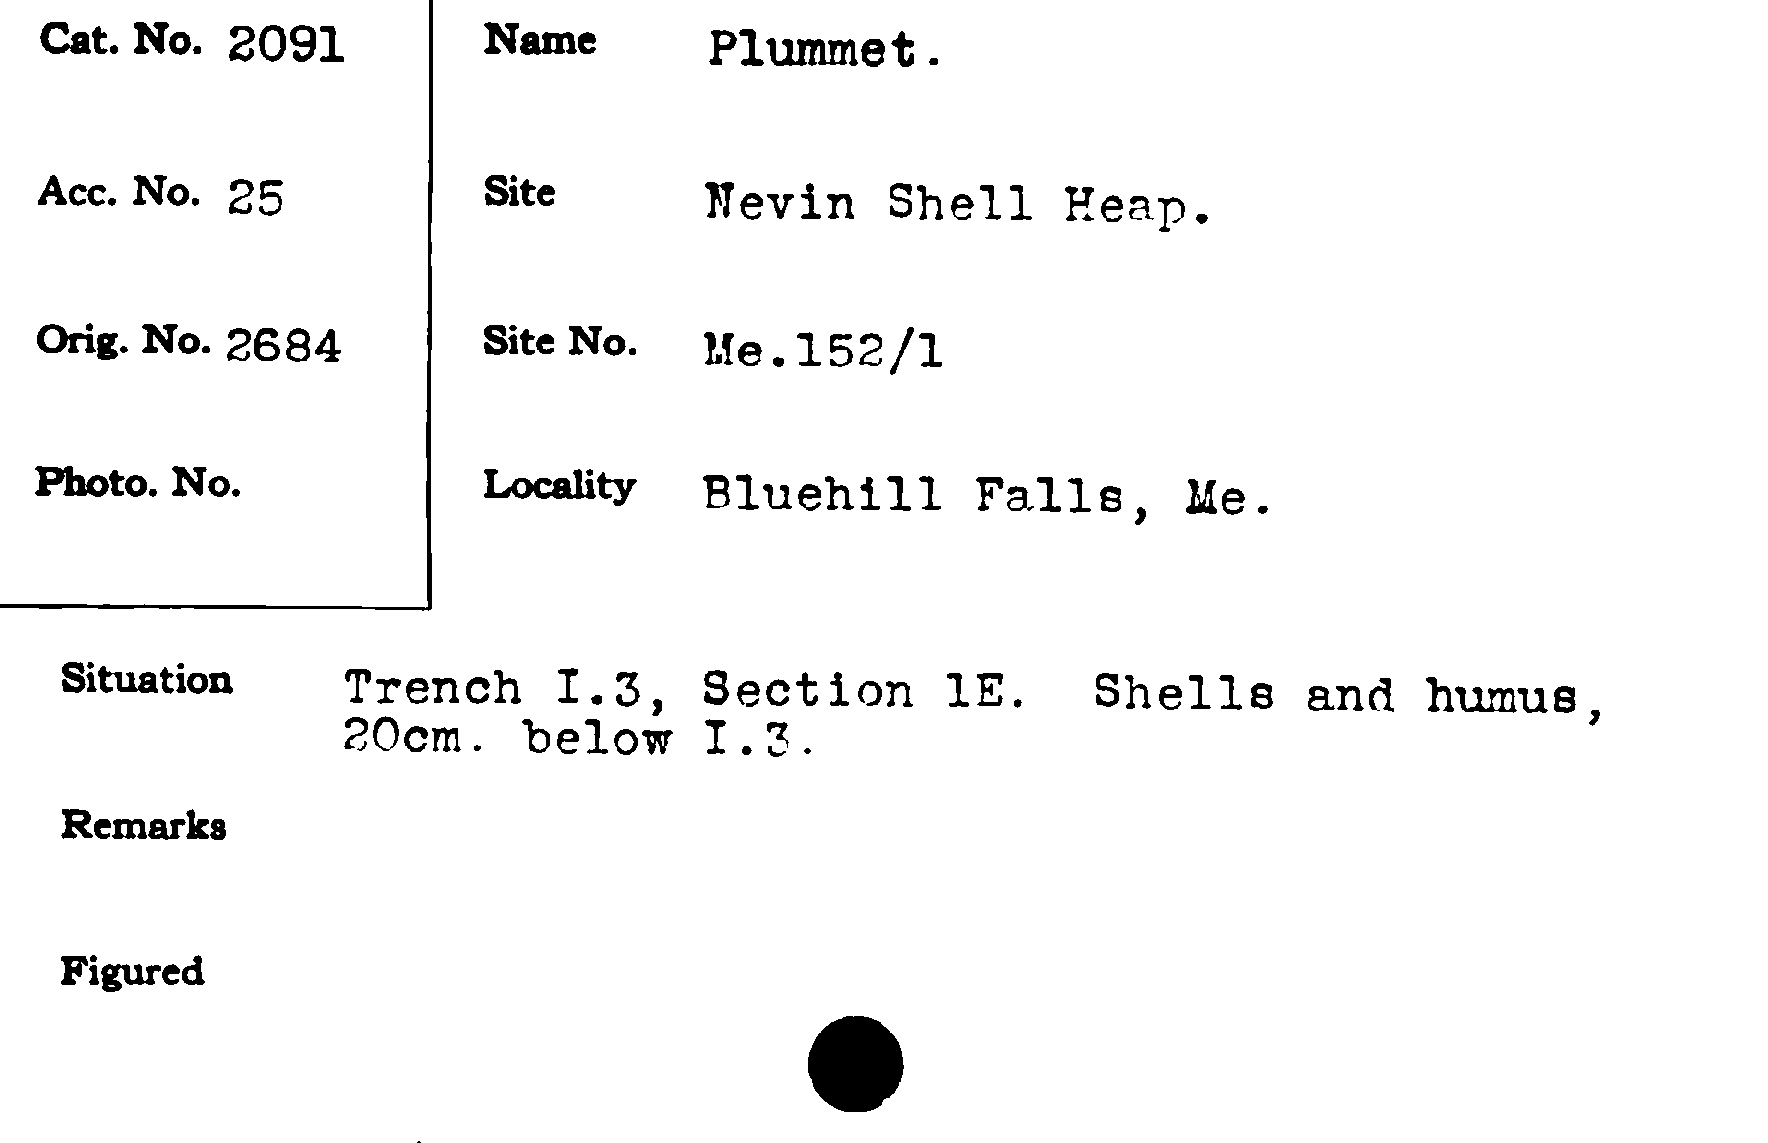 Cat. No. 2091
Name Plummet.
Acc. No. 25
Site Nevin Shell Heap.
Orig. No. 2684
Site No. Me.152/1
Photo. No.
Locality Bluehill Falls, Me.
Situation Trench I.3, Section 1E. Shells and humus,
20cm. below I.3.
Remarks
Figured